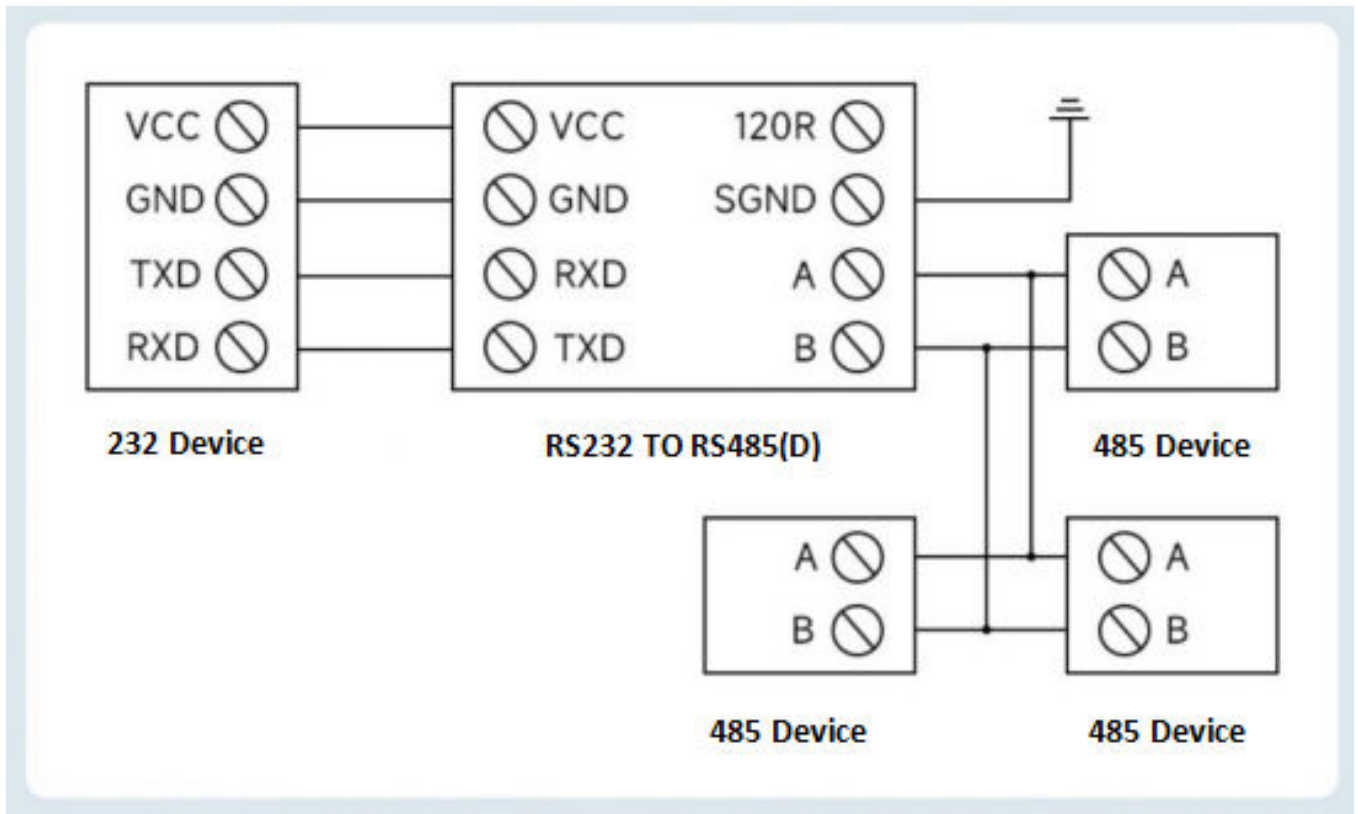 VCC
GND
TXD
RXD
232 Device
VCC
GND
RXD
TXD
120R
SGND
A
B
RS232 TO RS485(D)
A
B
485 Device
A
B
485 Device
A
B
485 Device